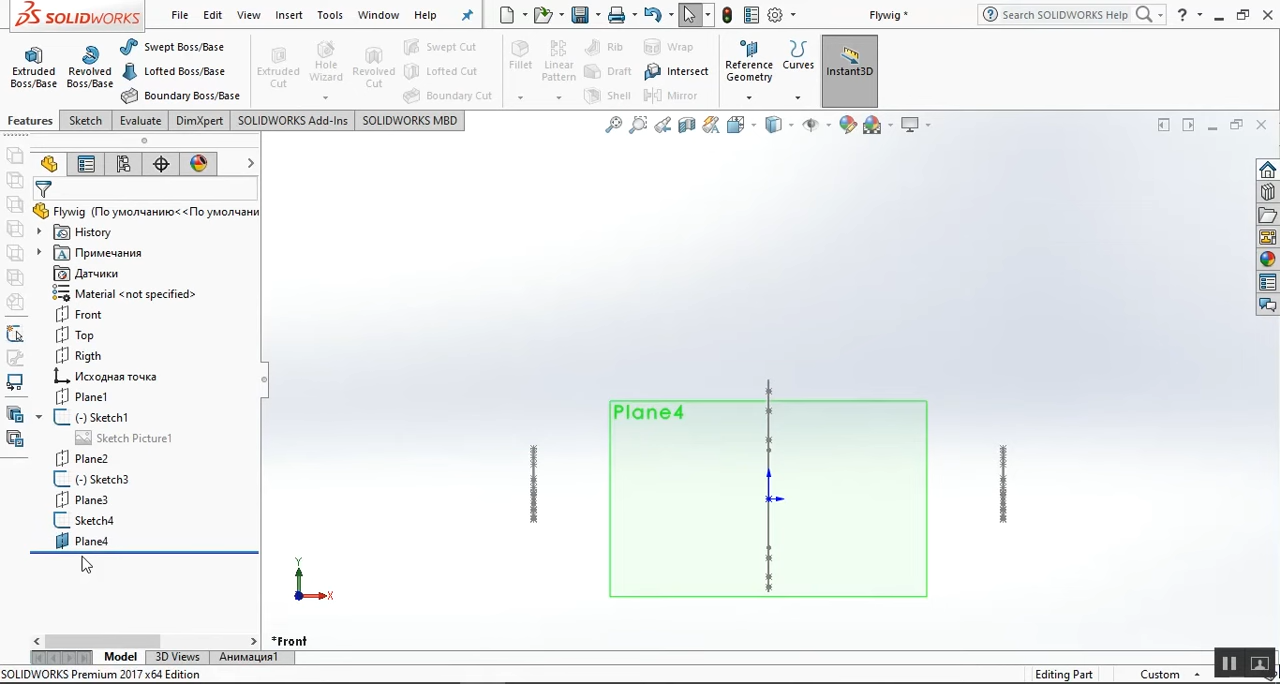 SOLIDWORKS File Edit View Insert Tools Window Help Flywig * Search SOLIDWORKS Help ?
Extruded Boss/Base
Revolved Boss/Base
Swept Boss/Base
Lofted Boss/Base
Boundary Boss/Base
Extruded Cut
Hole Wizard
Revolved Cut
Swept Cut
Lofted Cut
Boundary Cut
Fillet
Linear Pattern
Rib
Draft
Shell
Wrap
Intersect
Mirror
Reference Geometry
Curves
Instant3D
Features Sketch Evaluate DimXpert SOLIDWORKS Add-Ins SOLIDWORKS MBD
Flywig (По умолчанию<<По умолчани
History
Примечания
Датчики
Material <not specified>
Front
Top
Rigth
Исходная точка
Plane1
(-) Sketch1
Sketch Picture1
Plane2
(-) Sketch3
Plane3
Sketch4
Plane4
Plane4
Y
X
*Front
Model 3D Views Анимация1
SOLIDWORKS Premium 2017 x64 Edition Editing Part Custom